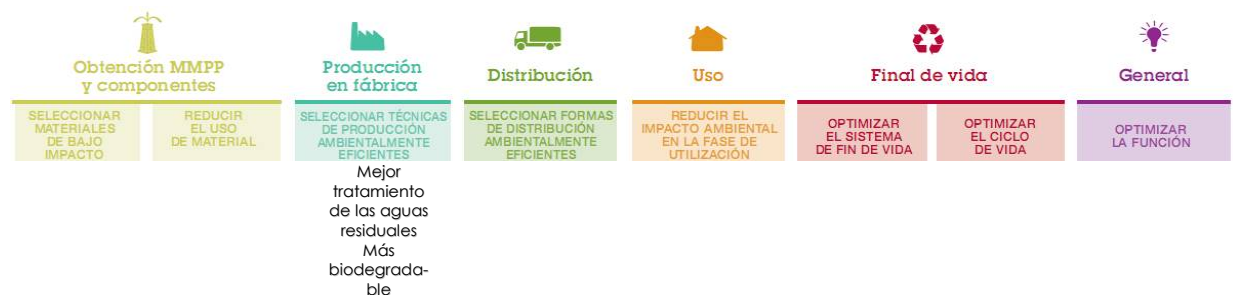 Obtención MMPP
y componentes
SELECCIONAR
MATERIALES
DE BAJO
IMPACTO
REDUCIR
EL USO
DE MATERIAL
Producción
en fábrica
SELECCIONAR TÉCNICAS
DE PRODUCCIÓN
AMBIENTALMENTE
EFICIENTES
Mejor
tratamiento
de las aguas
residuales
Más
biodegrada-
ble
Distribución
SELECCIONAR FORMAS
DE DISTRIBUCIÓN
AMBIENTALMENTE
EFICIENTES
Uso
REDUCIR EL
IMPACTO AMBIENTAL
EN LA FASE DE
UTILIZACIÓN
Final de vida
OPTIMIZAR
EL SISTEMA
DE FIN DE VIDA
OPTIMIZAR
EL CICLO
DE VIDA
General
OPTIMIZAR
LA FUNCIÓN